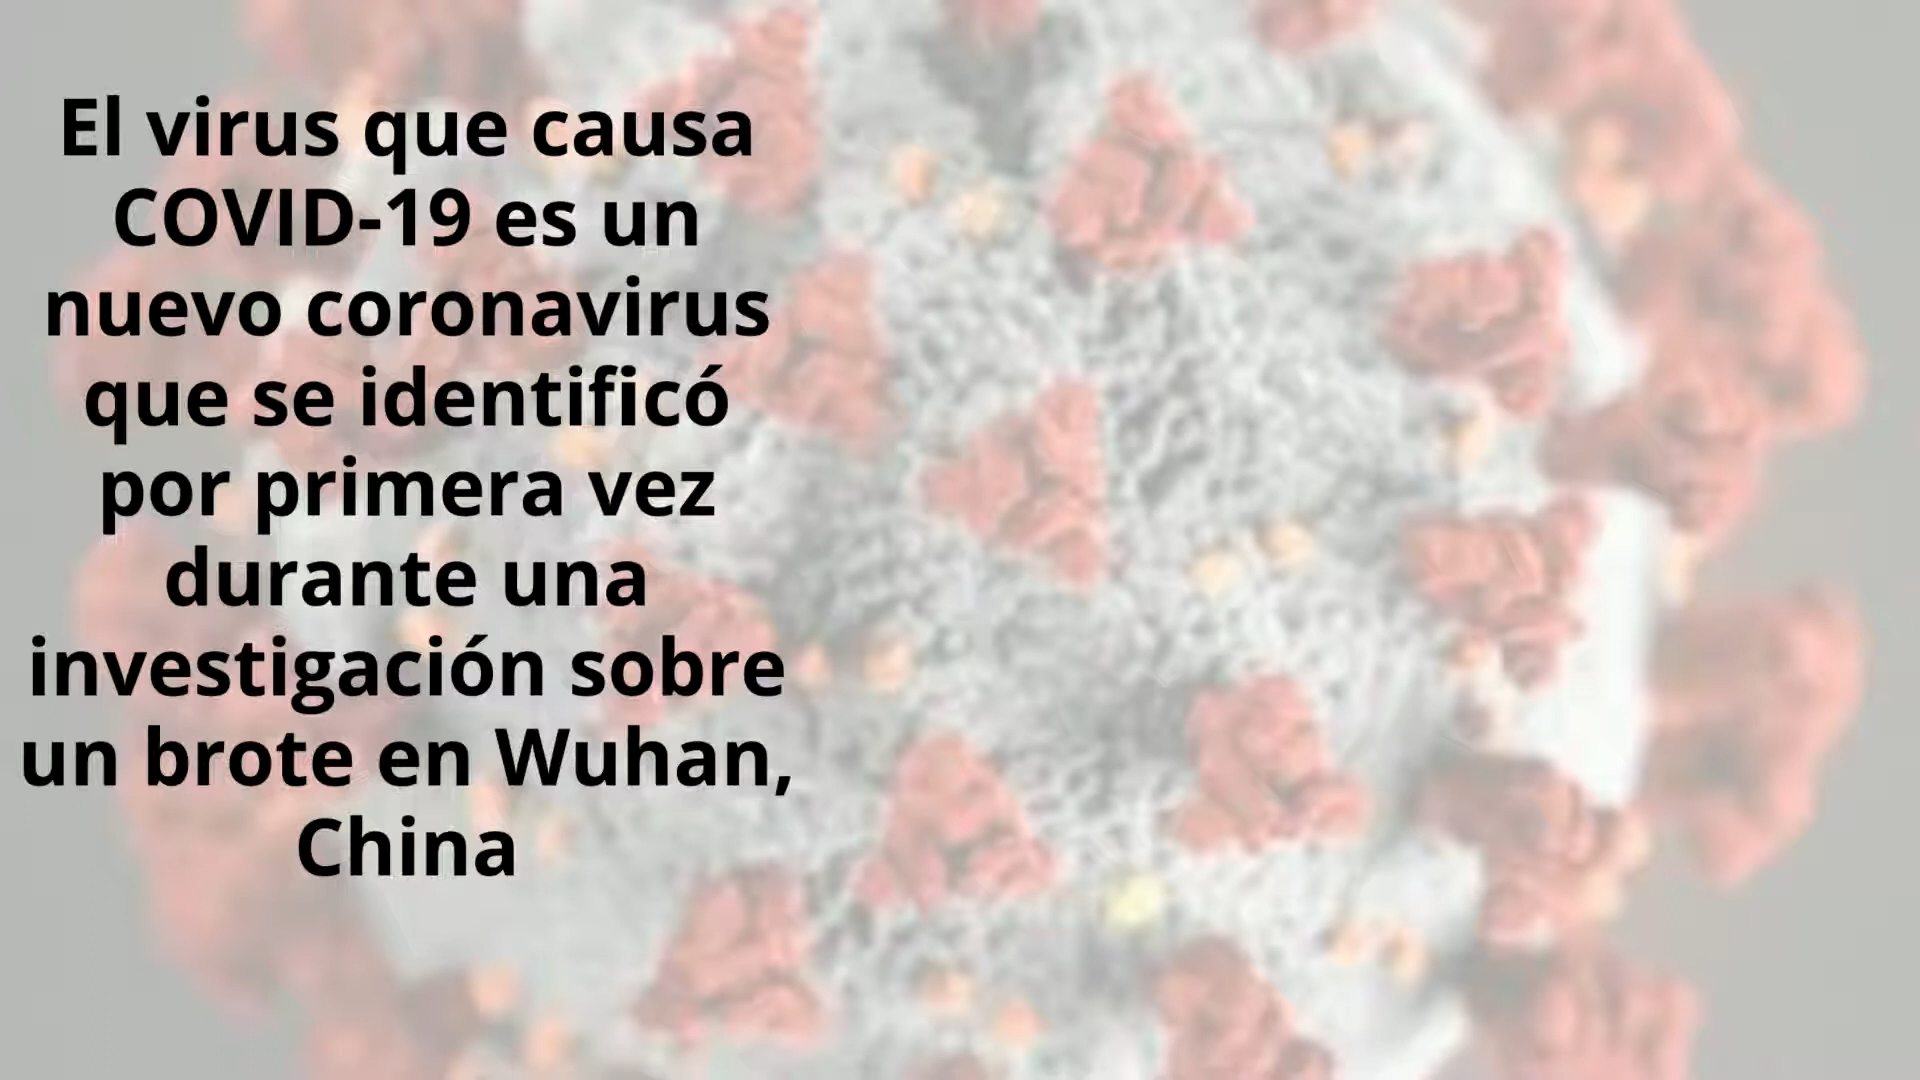 El virus que causa
COVID-19 es un
nuevo coronavirus
que se identificó
por primera vez
durante una
investigación sobre
un brote en Wuhan,
China